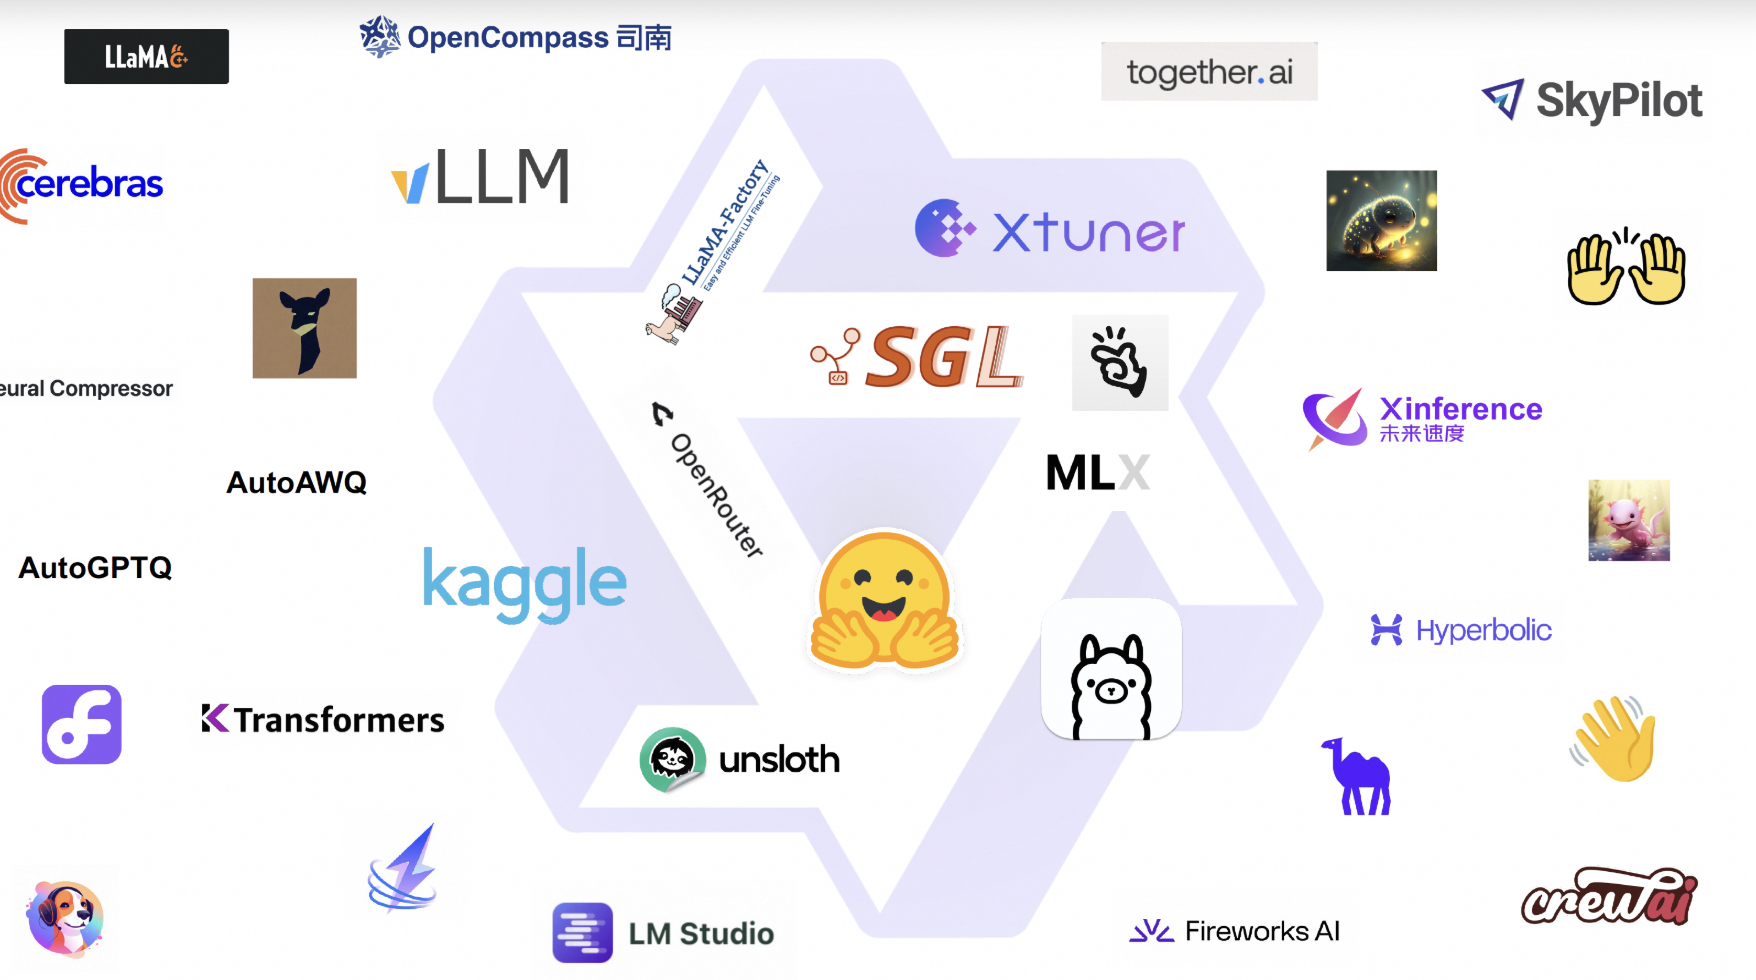 LLaMA C++
OpenCompass 司南
together.ai
SkyPilot
cerebras
vLLM
LLaMA-Factory
Easy and Efficient LLM Fine-Tuning
Xtuner
SGL
eural Compressor
OpenRouter
Xinference
未来速度
MLX
AutoAWQ
AutoGPTQ
kaggle
Hyperbolic
KTransformers
unsloth
LM Studio
Fireworks AI
crewai